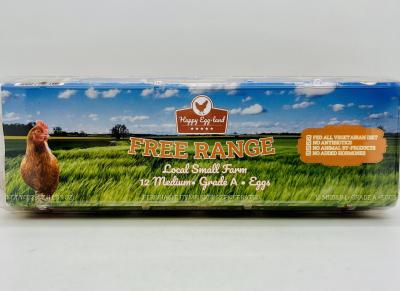 Happy Egg-land
FREE RANGE
Local Small Farm
12 Medium • Grade A • Eggs
FED ALL VEGETARIAN DIET
NO ANTIBIOTICS
NO ANIMAL BY-PRODUCTS
NO ADDED HORMONES